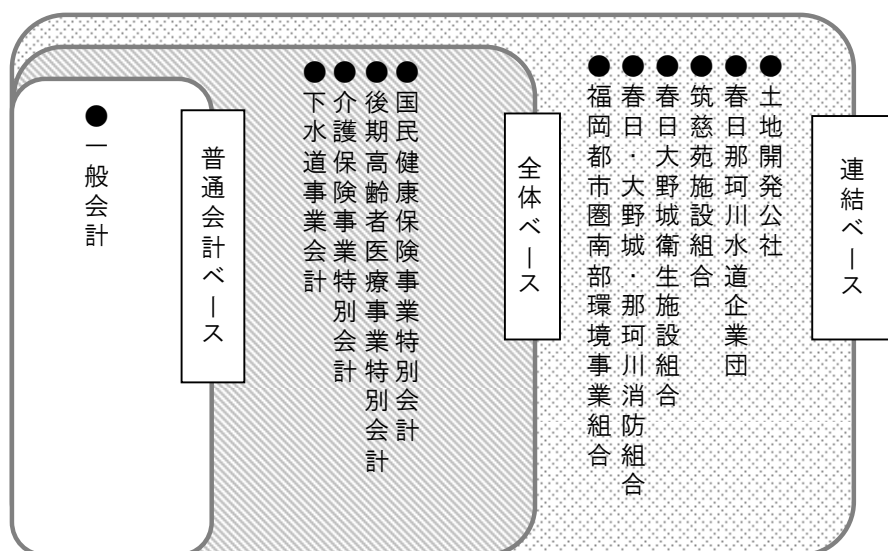 連結ベース
●土地開発公社
●春日那珂川水道企業団
●筑慈苑施設組合
●春日大野城衛生施設組合
●春日・大野城・那珂川消防組合
●福岡都市圏南部環境事業組合
全体ベース
●国民健康保険事業特別会計
●後期高齢者医療事業特別会計
●介護保険事業特別会計
●下水道事業会計
普通会計ベース
●一般会計